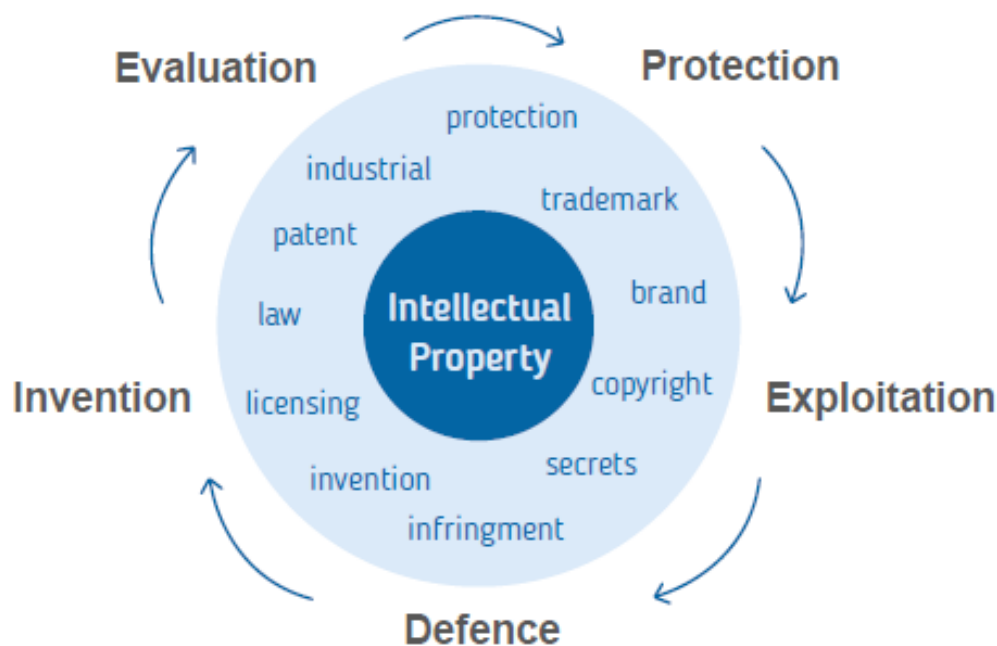 Evaluation
Protection
protection
industrial
trademark
patent
brand
law
Intellectual
Property
copyright
Invention
licensing
Exploitation
secrets
invention
infringment
Defence